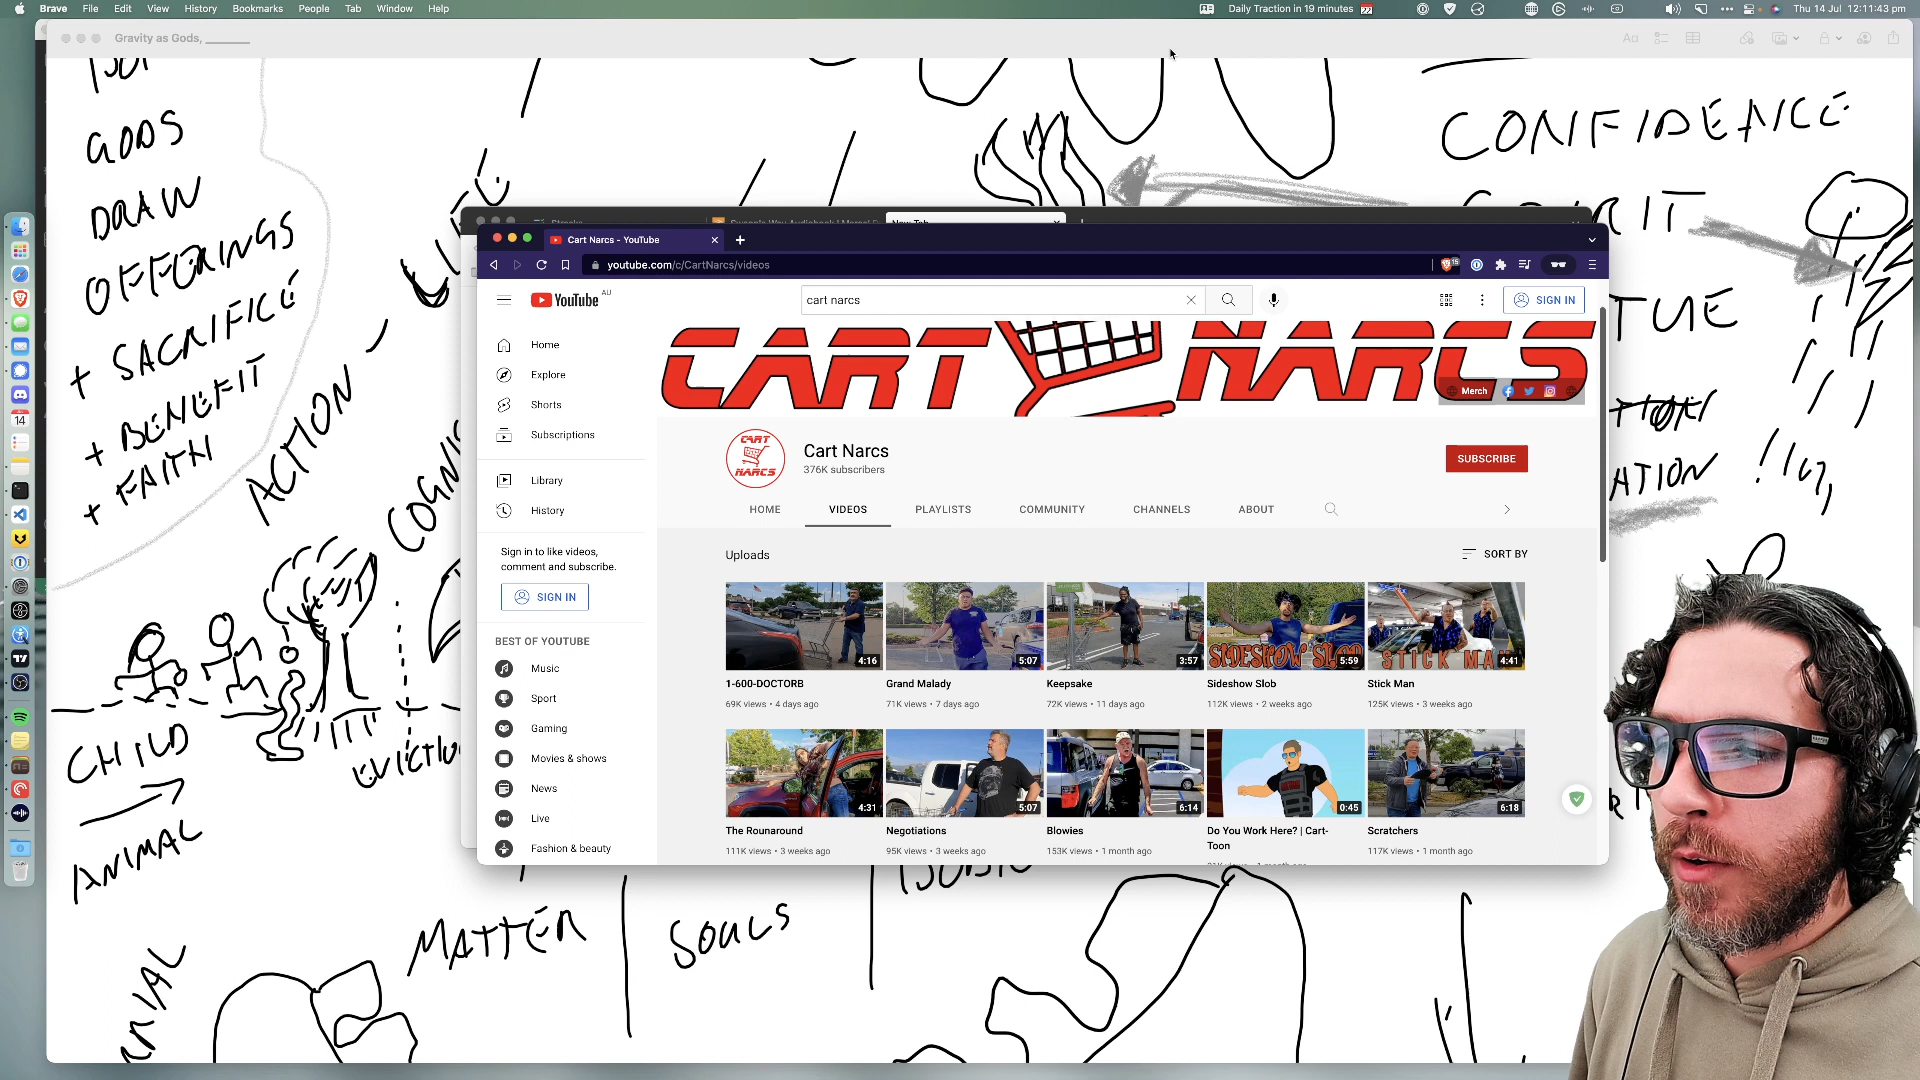 Brave File Edit View History Bookmarks People Tab Window Help
Daily Traction in 19 minutes
Thu 14 Jul 12:11:43 pm
Gravity as Gods, _______
GODS
DRAW
OFFERINGS
+ SACRIFICE
+ BENEFIT
+ FAITH
ACTION
CHILD
ANIMAL
MATTER
SOULS
CONFIDENCE
Cart Narcs - YouTube
youtube.com/c/CartNarcs/videos
YouTube AU
cart narcs
SIGN IN
Home
Explore
Shorts
Subscriptions
Library
History
Sign in to like videos,
comment and subscribe.
SIGN IN
BEST OF YOUTUBE
Music
Sport
Gaming
Movies & shows
News
Live
Fashion & beauty
CART NARCS
Merch
CART
NARCS
Cart Narcs
376K subscribers
SUBSCRIBE
HOME VIDEOS PLAYLISTS COMMUNITY CHANNELS ABOUT
Uploads
SORT BY
4:16 5:07 3:57 SIDESHOW SLOB 5:59 STICK MAN 4:41
1-600-DOCTORB Grand Malady Keepsake Sideshow Slob Stick Man
69K views • 4 days ago 71K views • 7 days ago 72K views • 11 days ago 112K views • 2 weeks ago 125K views • 3 weeks ago
4:31 5:07 6:14 0:45 6:18
The Rounaround Negotiations Blowies Do You Work Here? | Cart-
Toon Scratchers
111K views • 3 weeks ago 95K views • 3 weeks ago 153K views • 1 month ago 117K views • 1 month ago